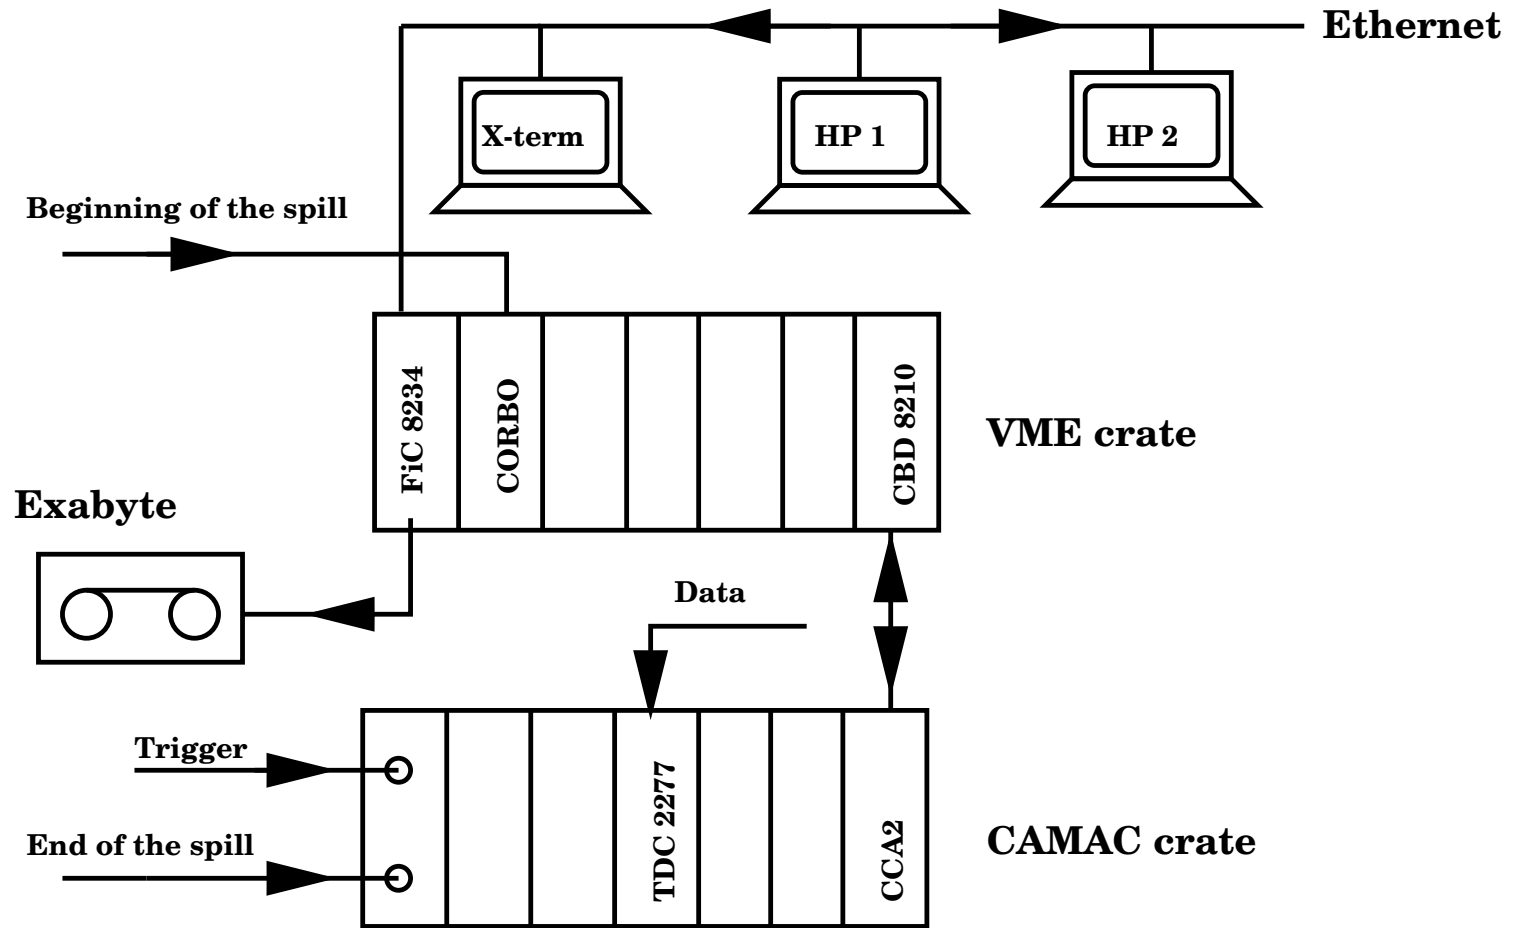 Ethernet
X-term
HP 1
HP 2
Beginning of the spill
FiC 8234
CORBO
CBD 8210
VME crate
Exabyte
Data
Trigger
End of the spill
TDC 2277
CCA2
CAMAC crate